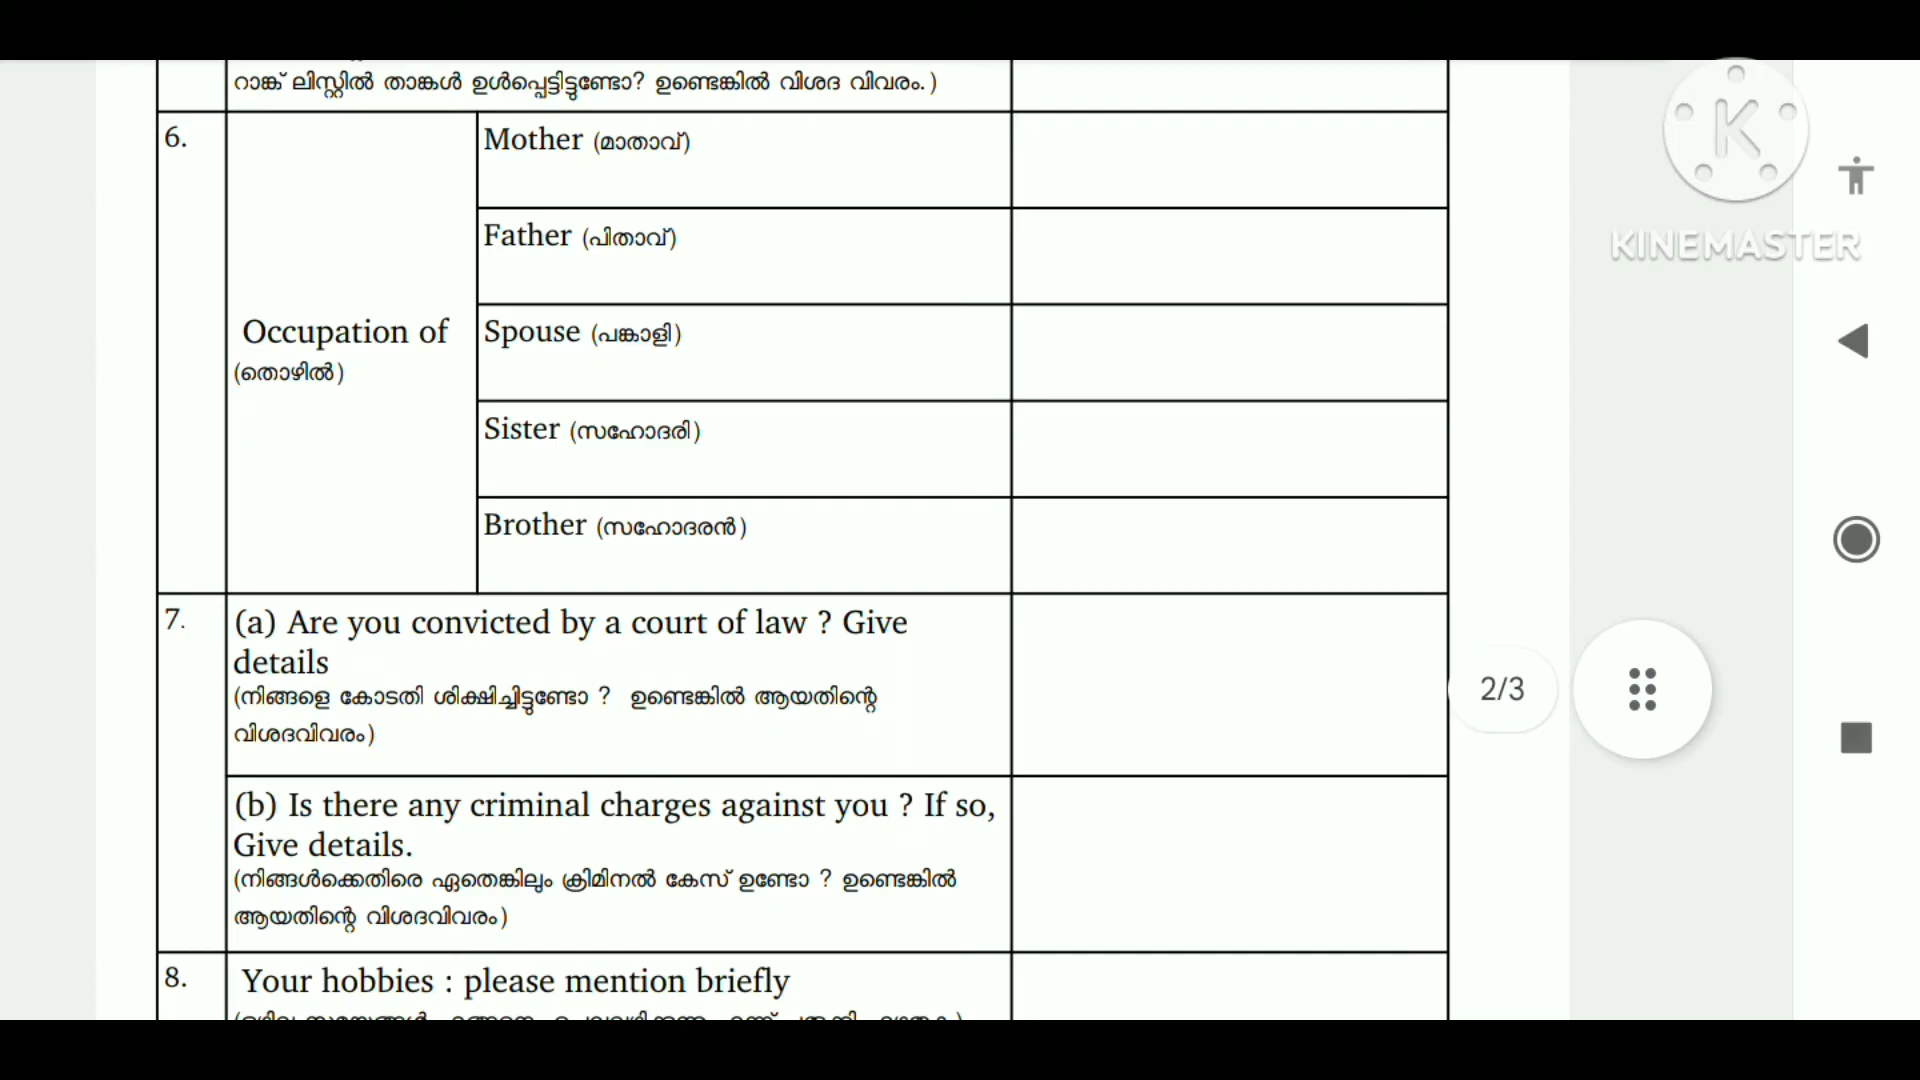 റാങ്ക് ലിസ്റ്റിൽ താങ്കൾ ഉൾപ്പെട്ടിട്ടുണ്ടോ? ഉണ്ടെങ്കിൽ വിശദ വിവരം.)
6.
Occupation of
(തൊഴിൽ)
Mother (മാതാവ്)
Father (പിതാവ്)
Spouse (പങ്കാളി)
Sister (സഹോദരി)
Brother (സഹോദരൻ)
7.
(a) Are you convicted by a court of law ? Give
details
(നിങ്ങളെ കോടതി ശിക്ഷിച്ചിട്ടുണ്ടോ ? ഉണ്ടെങ്കിൽ ആയതിന്റെ
വിശദവിവരം)
(b) Is there any criminal charges against you ? If so,
Give details.
(നിങ്ങൾക്കെതിരെ ഏതെങ്കിലും ക്രിമിനൽ കേസ് ഉണ്ടോ ? ഉണ്ടെങ്കിൽ
ആയതിന്റെ വിശദവിവരം)
8.
Your hobbies : please mention briefly
K
KINEMASTER
2/3